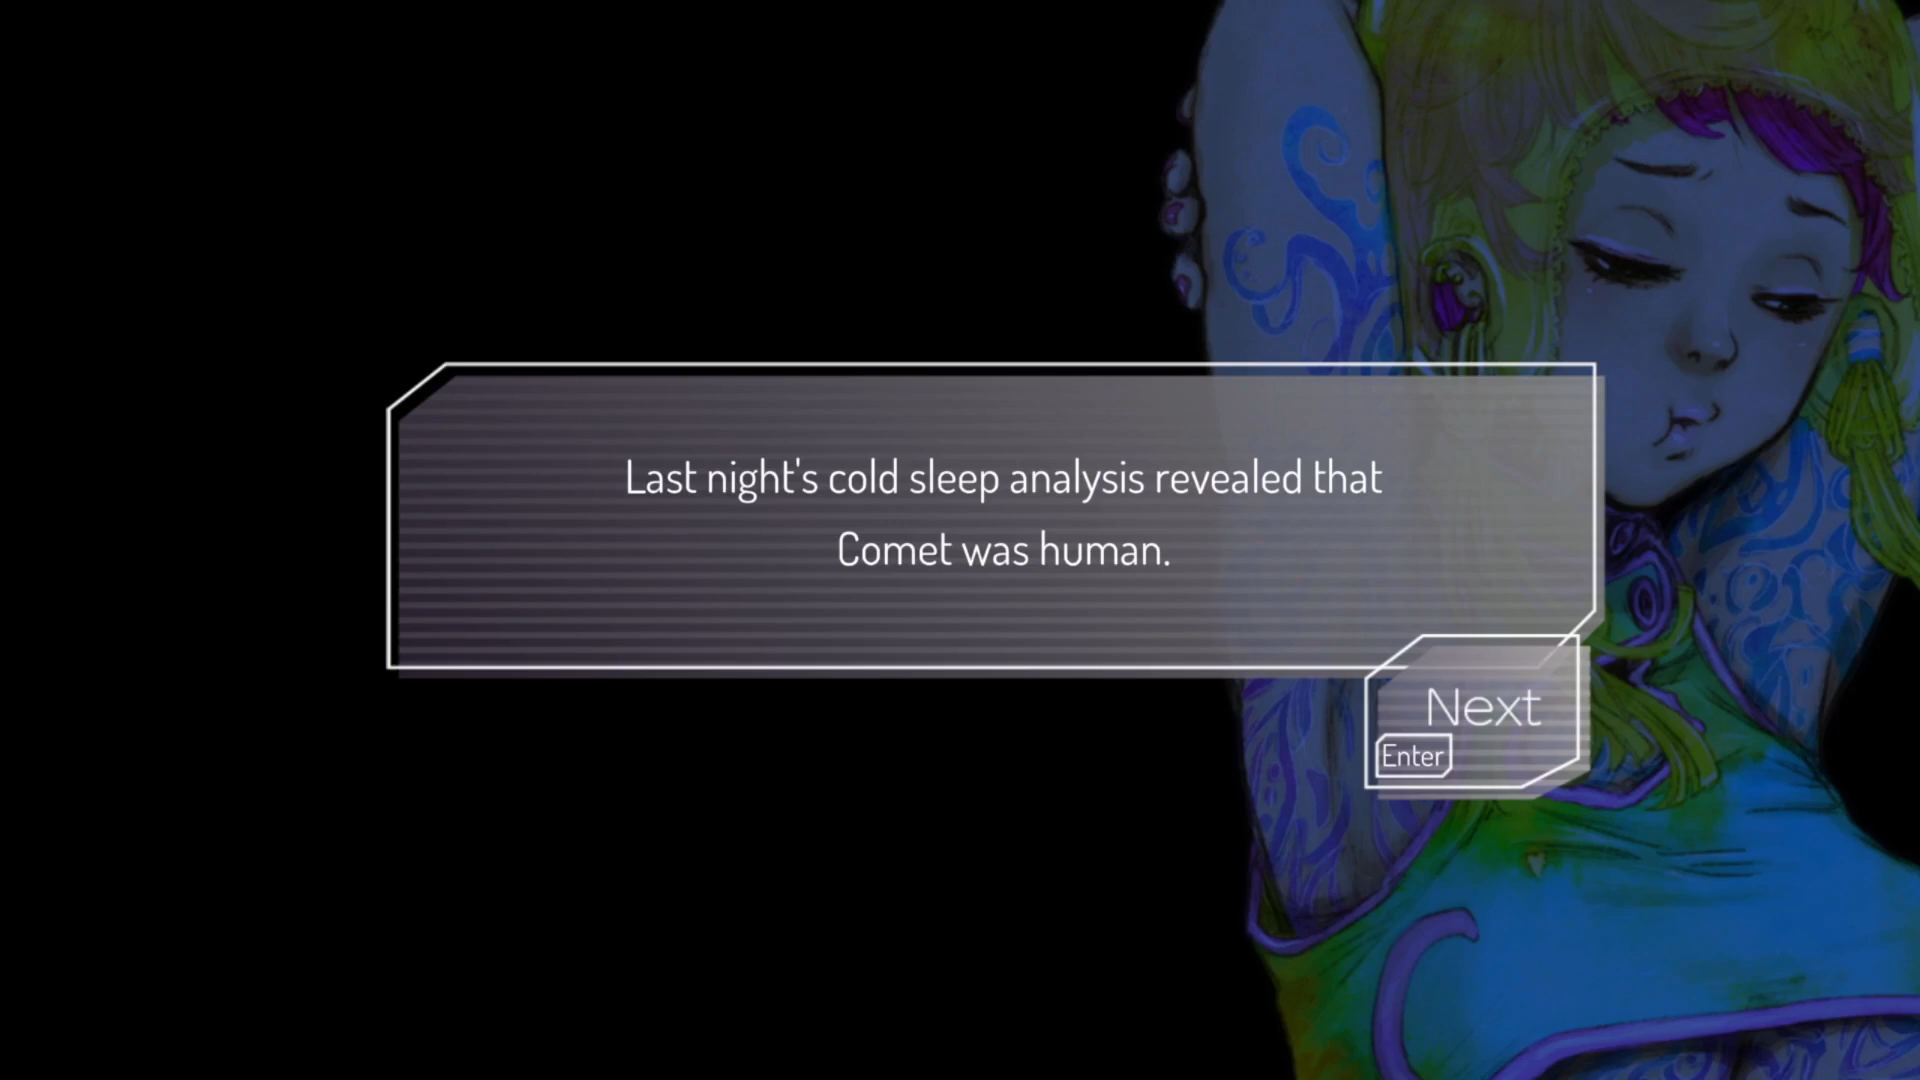 Last night's cold sleep analysis revealed that
Comet was human.
Next
Enter